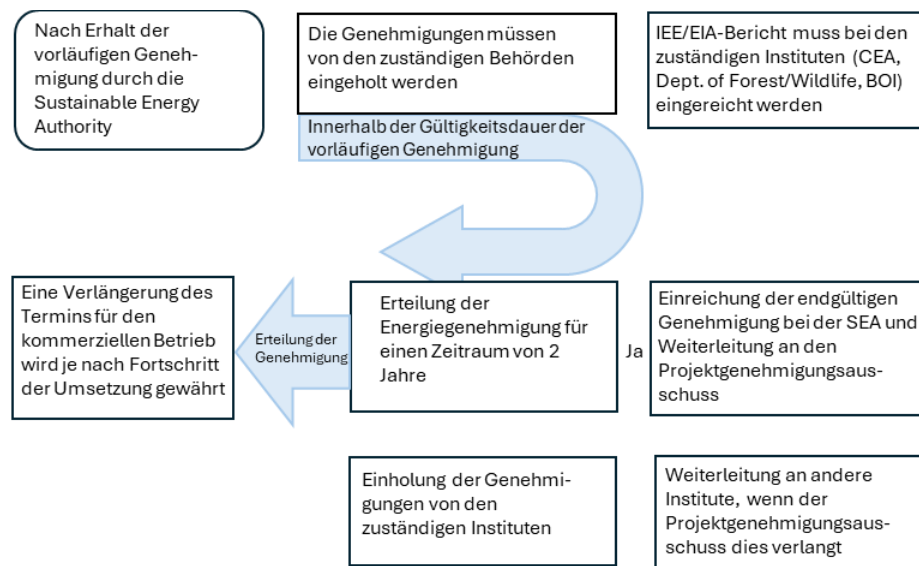 Nach Erhalt der
vorläufigen Geneh-
migung durch die
Sustainable Energy
Authority
Die Genehmigungen müssen
von den zuständigen Behörden
eingeholt werden
IEE/EIA-Bericht muss bei den
zuständigen Instituten (CEA,
Dept. of Forest/Wildlife, BOI)
eingereicht werden
Innerhalb der Gültigkeitsdauer der
vorläufigen Genehmigung
Eine Verlängerung des
Termins für den
kommerziellen Betrieb
wird je nach Fortschritt
der Umsetzung gewährt
Erteilung der
Genehmigung
Erteilung der
Energiegenehmigung für
einen Zeitraum von 2
Jahre
Ja
Einreichung der endgültigen
Genehmigung bei der SEA und
Weiterleitung an den
Projektgenehmigungsaus-
schuss
Einholung der Genehmi-
gungen von den
zuständigen Instituten
Weiterleitung an andere
Institute, wenn der
Projektgenehmigungsaus-
schuss dies verlangt